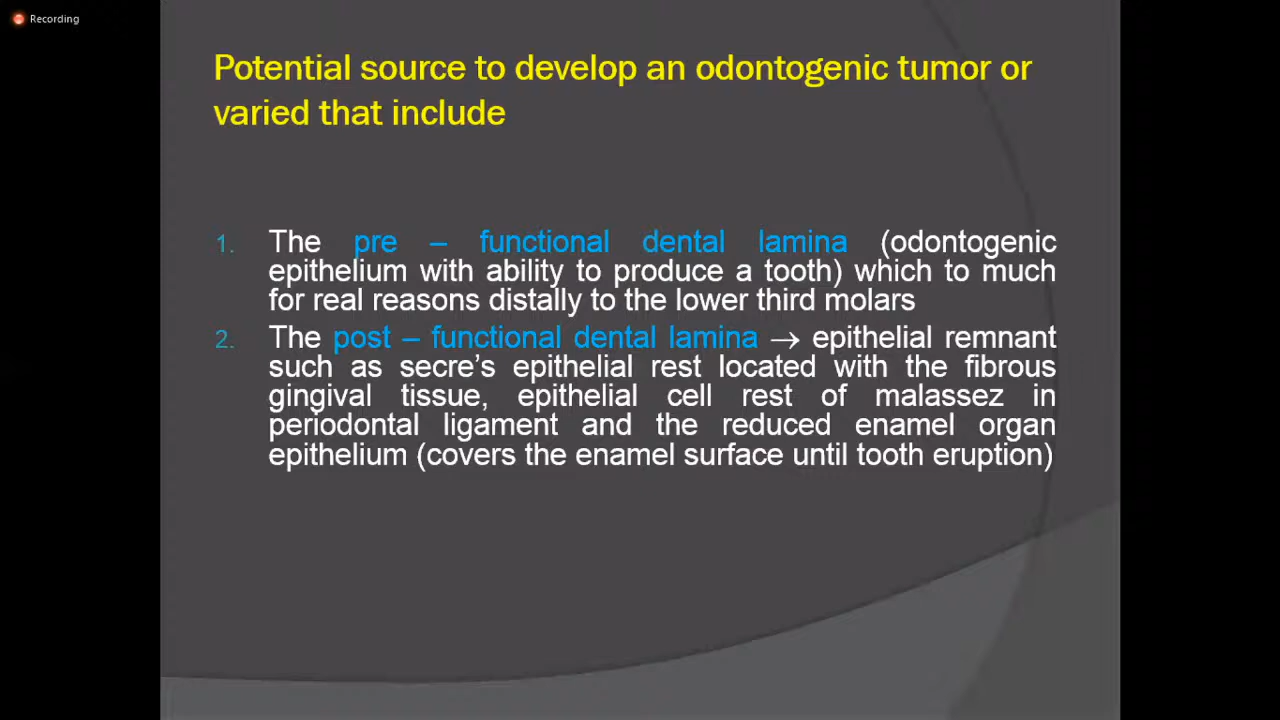 Recording
Potential source to develop an odontogenic tumor or
varied that include
1. The pre – functional dental lamina (odontogenic
epithelium with ability to produce a tooth) which to much
for real reasons distally to the lower third molars
2. The post – functional dental lamina → epithelial remnant
such as secre's epithelial rest located with the fibrous
gingival tissue, epithelial cell rest of malassez in
periodontal ligament and the reduced enamel organ
epithelium (covers the enamel surface until tooth eruption)